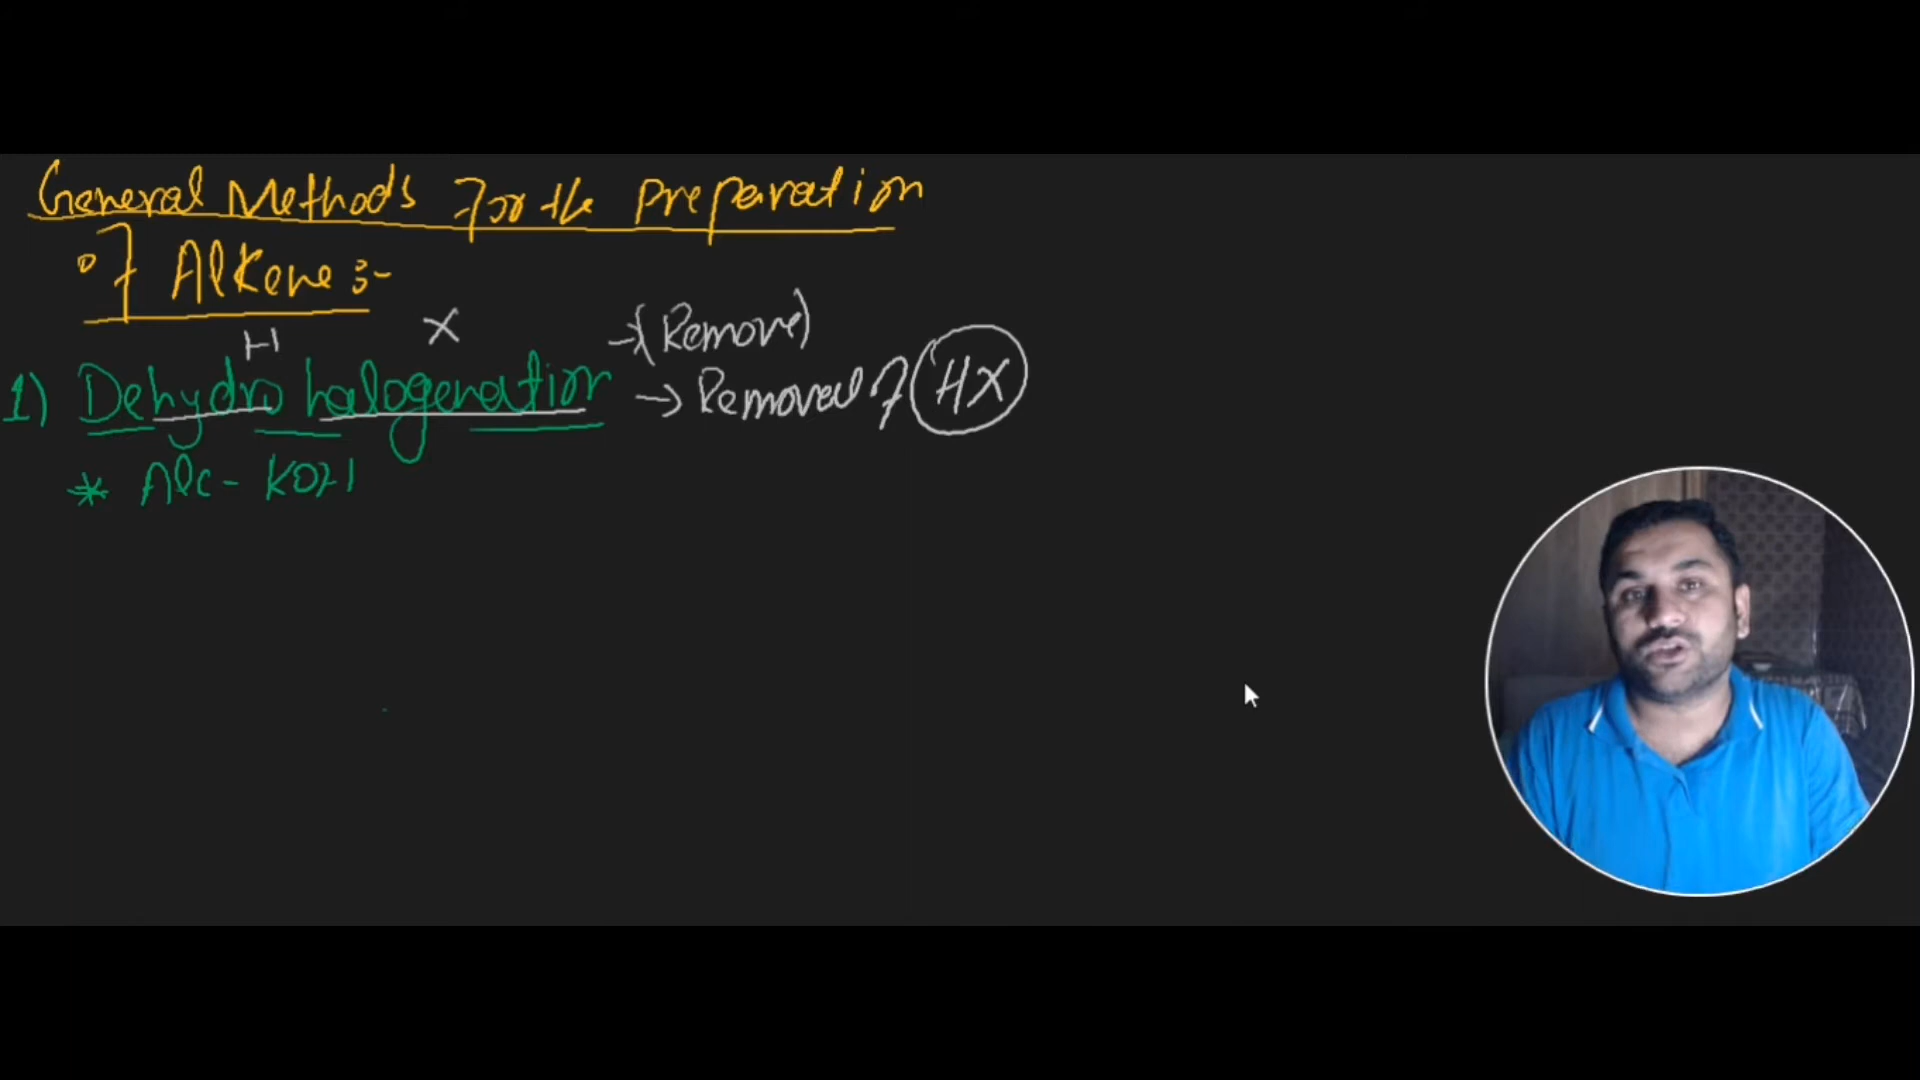 General Methods for the Preparation
of Alkene :-
H X →(Remove)
1) Dehydro halogenation → Removal of HX
* Alc - KOH